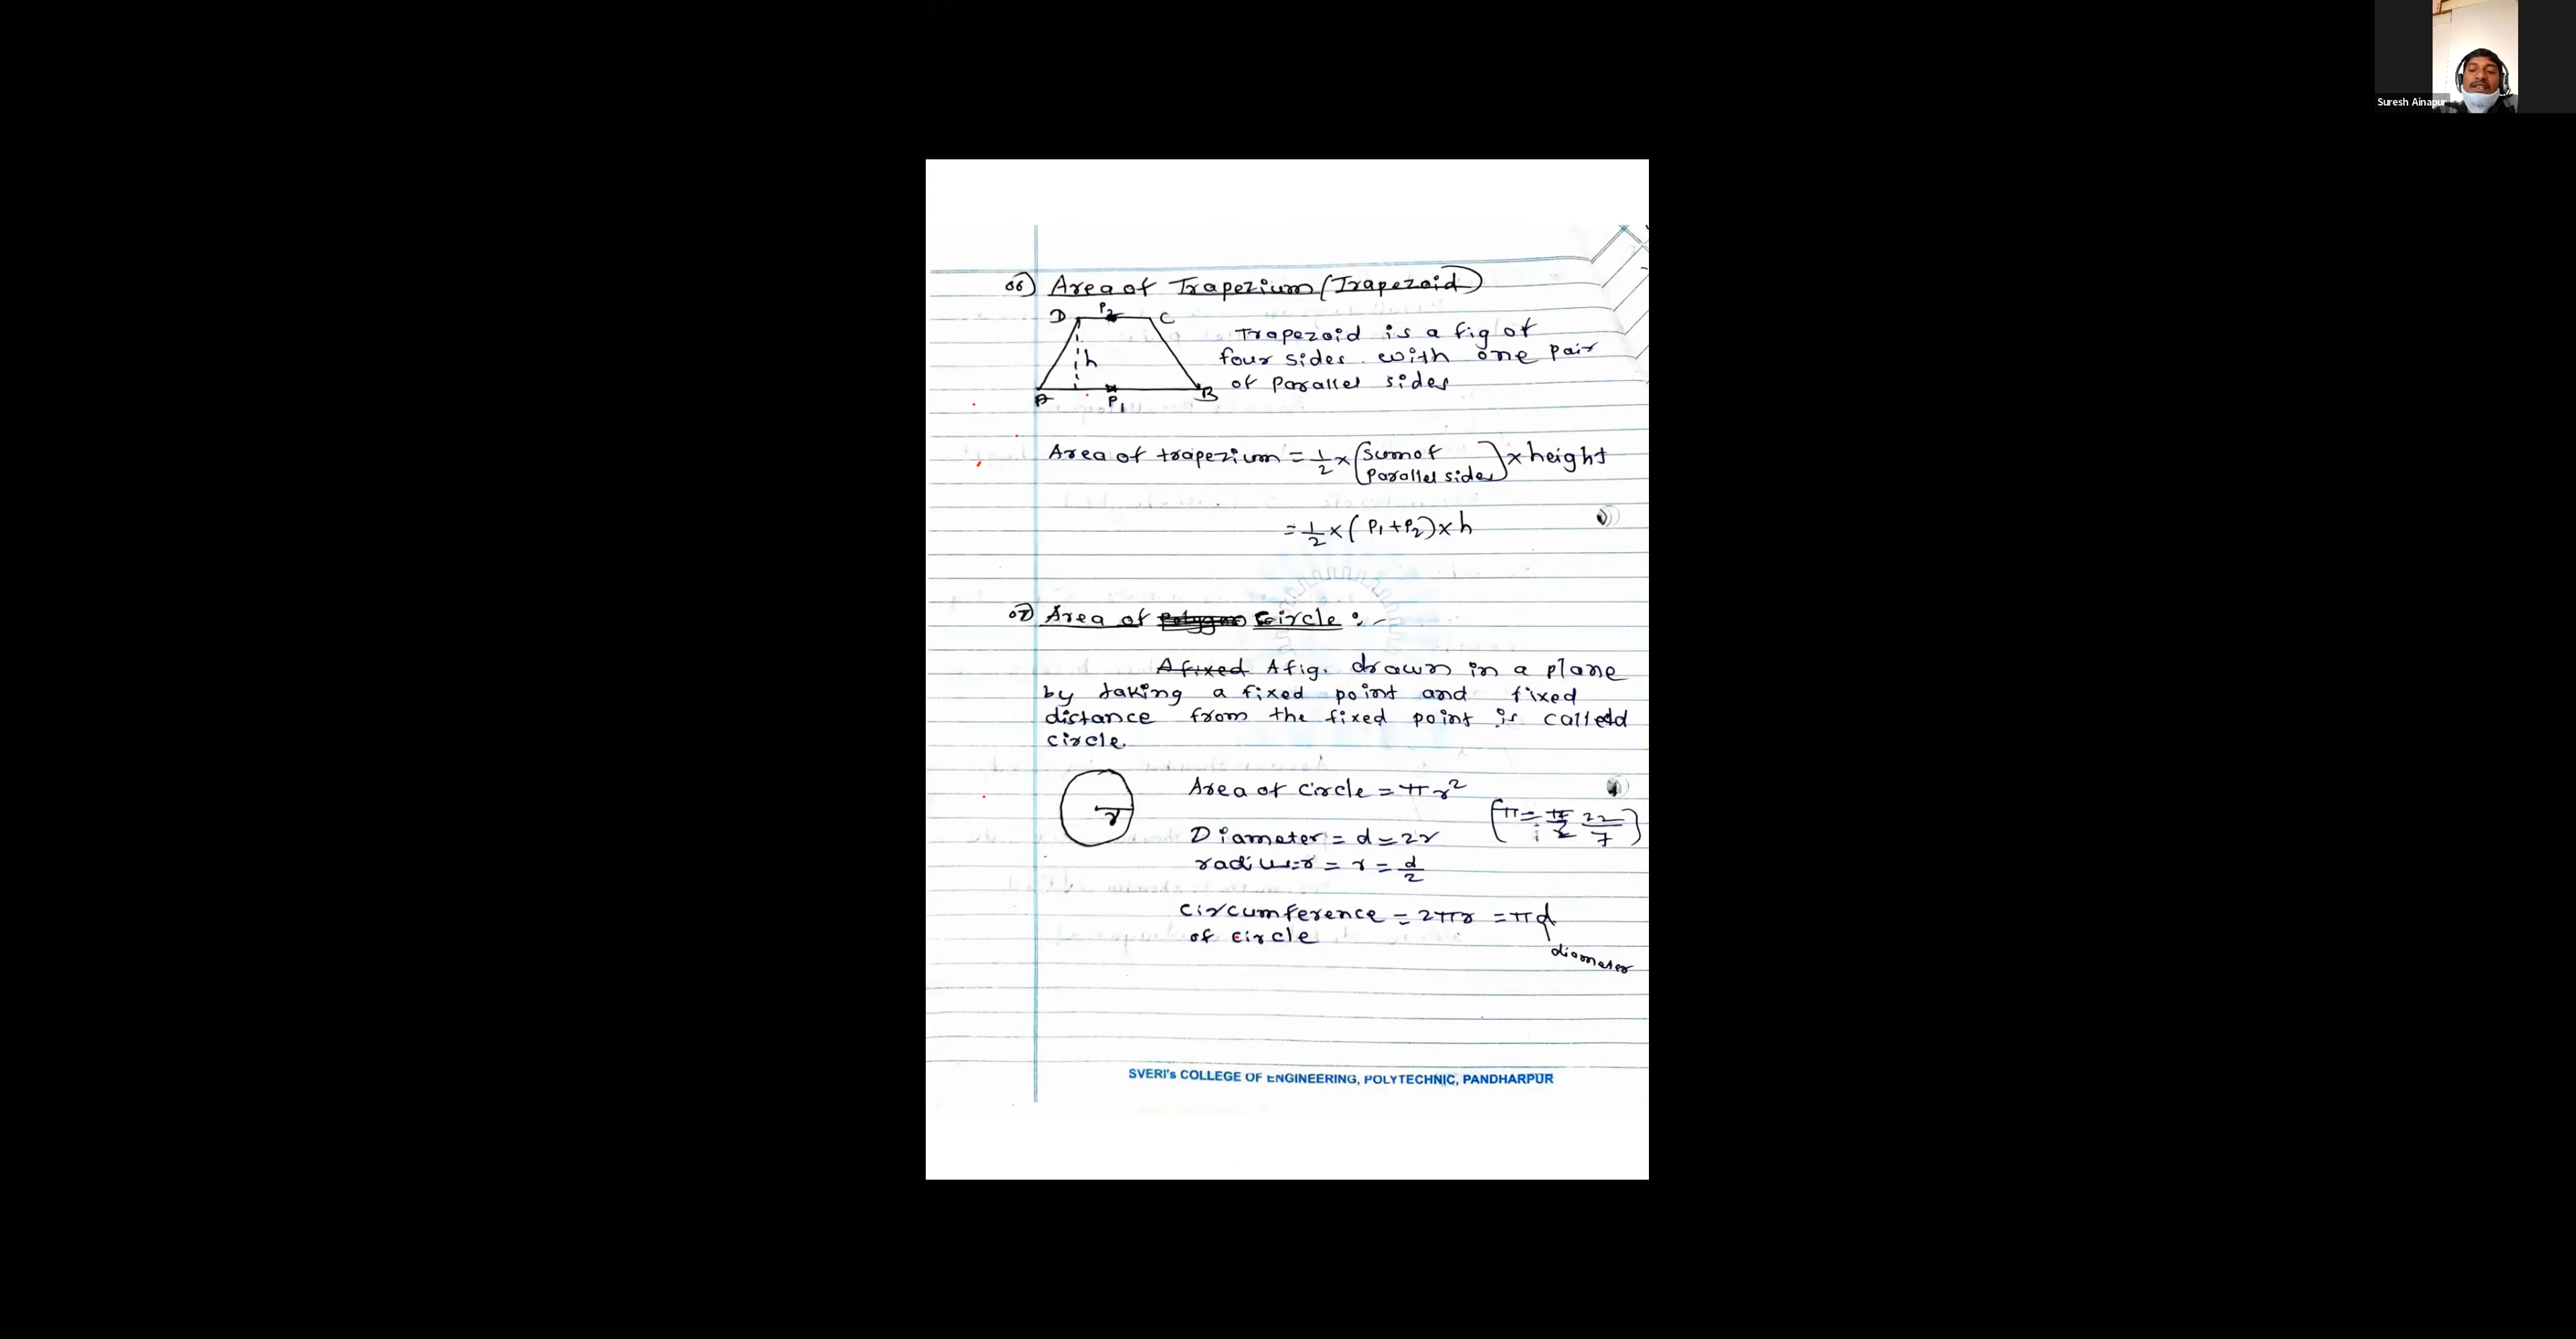 Suresh Ainapur
06) Area of Trapezium (Trapezoid)
D P2 C
Trapezoid is a fig of
four sides. with one pair
h
of parallel sides
A P1 B
Area of trapezium = 1/2 × (Sum of parallel sides) × height
= 1/2 × (P1 + P2) × h
07) Area of Circle :-
A fixed A fig. drawn in a plane
by taking a fixed point and fixed
distance from the fixed point is called
circle.
Area of circle = πr²
r
(π = 22/7)
Diameter = d = 2r
radius = r = d/2
Circumference = 2πr = πd
of circle
diameter
SVERI's COLLEGE OF ENGINEERING, POLYTECHNIC, PANDHARPUR